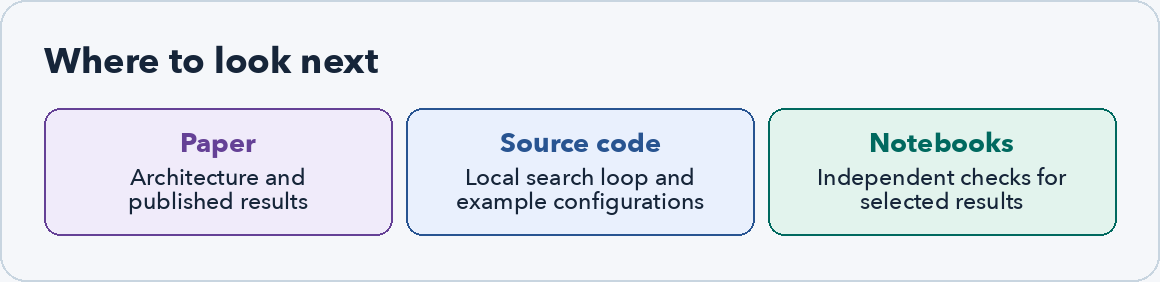 Where to look next
Paper
Architecture and
published results
Source code
Local search loop and
example configurations
Notebooks
Independent checks for
selected results